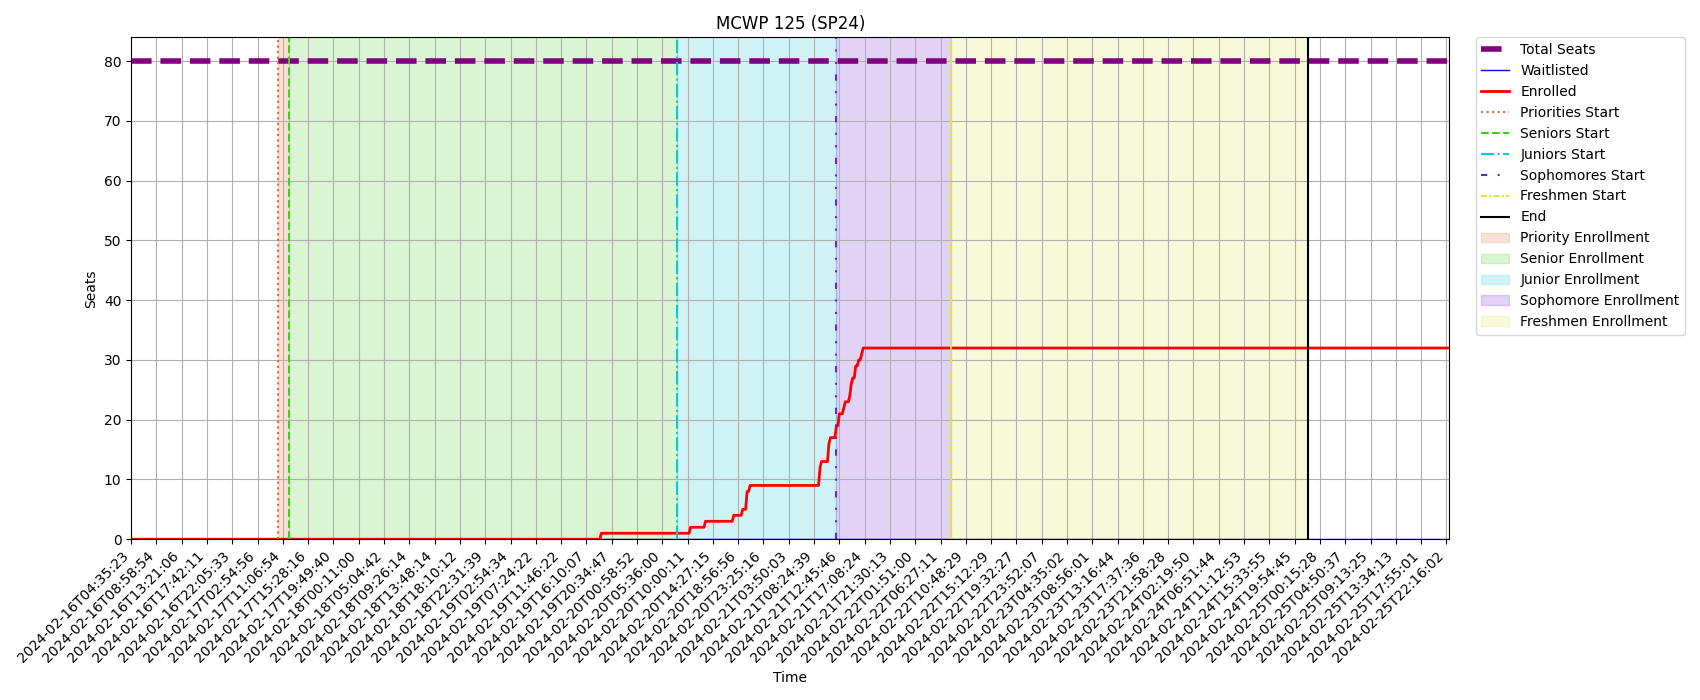 MCWP 125 (SP24)
Seats
80
70
60
50
40
30
20
10
0
2024-02-16T04:35:23
2024-02-16T08:58:54
2024-02-16T13:21:06
2024-02-16T17:42:11
2024-02-16T22:05:33
2024-02-17T02:54:56
2024-02-17T11:06:54
2024-02-17T15:28:16
2024-02-17T19:49:40
2024-02-18T00:11:00
2024-02-18T05:04:42
2024-02-18T09:26:14
2024-02-18T13:48:14
2024-02-18T18:10:12
2024-02-18T22:31:39
2024-02-19T02:54:34
2024-02-19T07:24:22
2024-02-19T11:46:22
2024-02-19T16:10:07
2024-02-19T20:34:47
2024-02-20T00:58:52
2024-02-20T05:36:00
2024-02-20T10:00:11
2024-02-20T14:27:15
2024-02-20T18:56:56
2024-02-20T23:25:16
2024-02-21T03:50:03
2024-02-21T08:24:39
2024-02-21T12:45:46
2024-02-21T17:08:24
2024-02-21T21:30:13
2024-02-22T01:51:00
2024-02-22T06:27:11
2024-02-22T10:48:29
2024-02-22T15:12:29
2024-02-22T19:32:27
2024-02-22T23:52:07
2024-02-23T04:35:02
2024-02-23T08:56:01
2024-02-23T13:16:44
2024-02-23T17:37:36
2024-02-23T21:58:28
2024-02-24T02:19:50
2024-02-24T06:51:44
2024-02-24T11:12:53
2024-02-24T15:33:55
2024-02-24T19:54:45
2024-02-25T00:15:28
2024-02-25T04:50:37
2024-02-25T09:13:25
2024-02-25T13:34:13
2024-02-25T17:55:01
2024-02-25T22:16:02
Time
Total Seats
Waitlisted
Enrolled
Priorities Start
Seniors Start
Juniors Start
Sophomores Start
Freshmen Start
End
Priority Enrollment
Senior Enrollment
Junior Enrollment
Sophomore Enrollment
Freshmen Enrollment